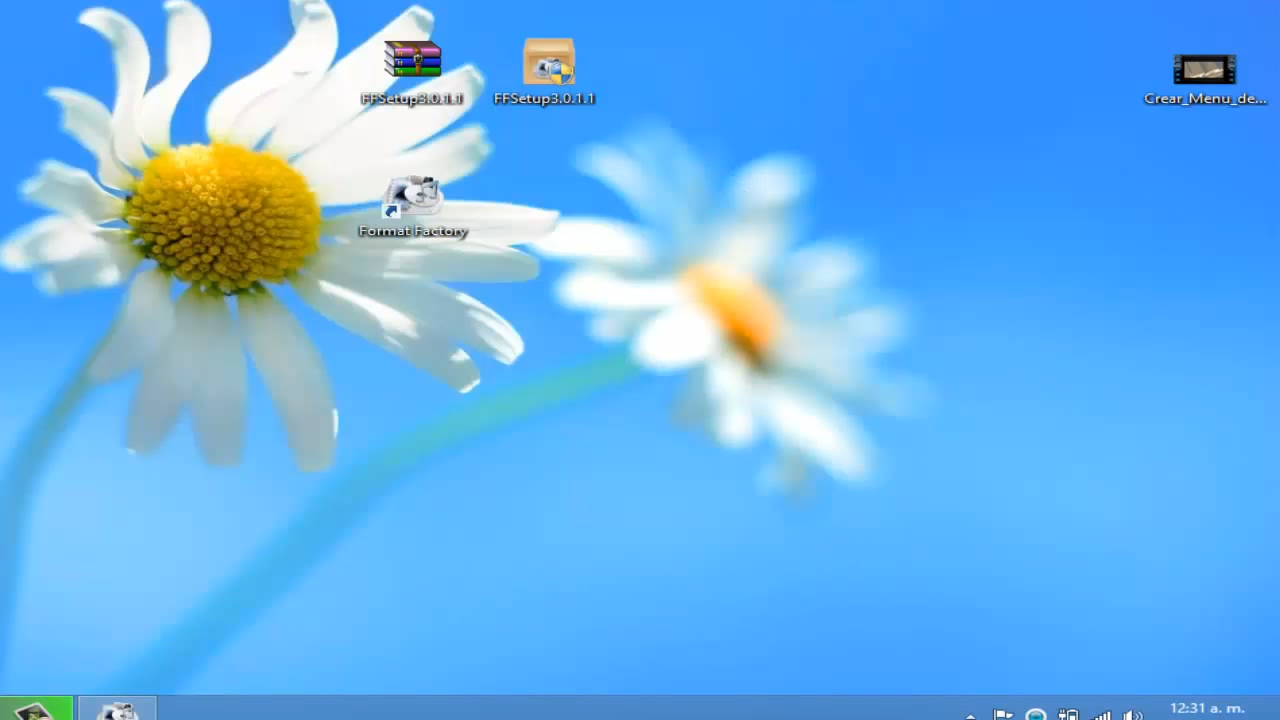 FFSetup3.0.1.1
FFSetup3.0.1.1
Crear_Menu_de...
Format Factory
12:31 a. m.